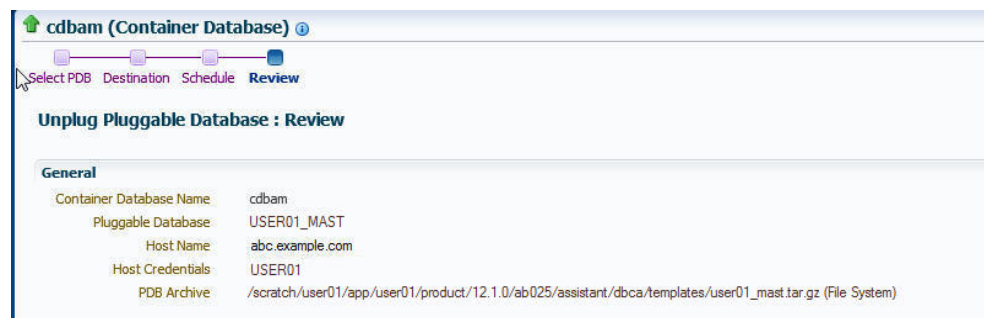 cdbam (Container Database)
Select PDB Destination Schedule Review
Unplug Pluggable Database : Review
General
Container Database Name cdbam
Pluggable Database USER01_MAST
Host Name abc.example.com
Host Credentials USER01
PDB Archive /scratch/user01/app/user01/product/12.1.0/ab025/assistant/dbca/templates/user01_mast.tar.gz (File System)